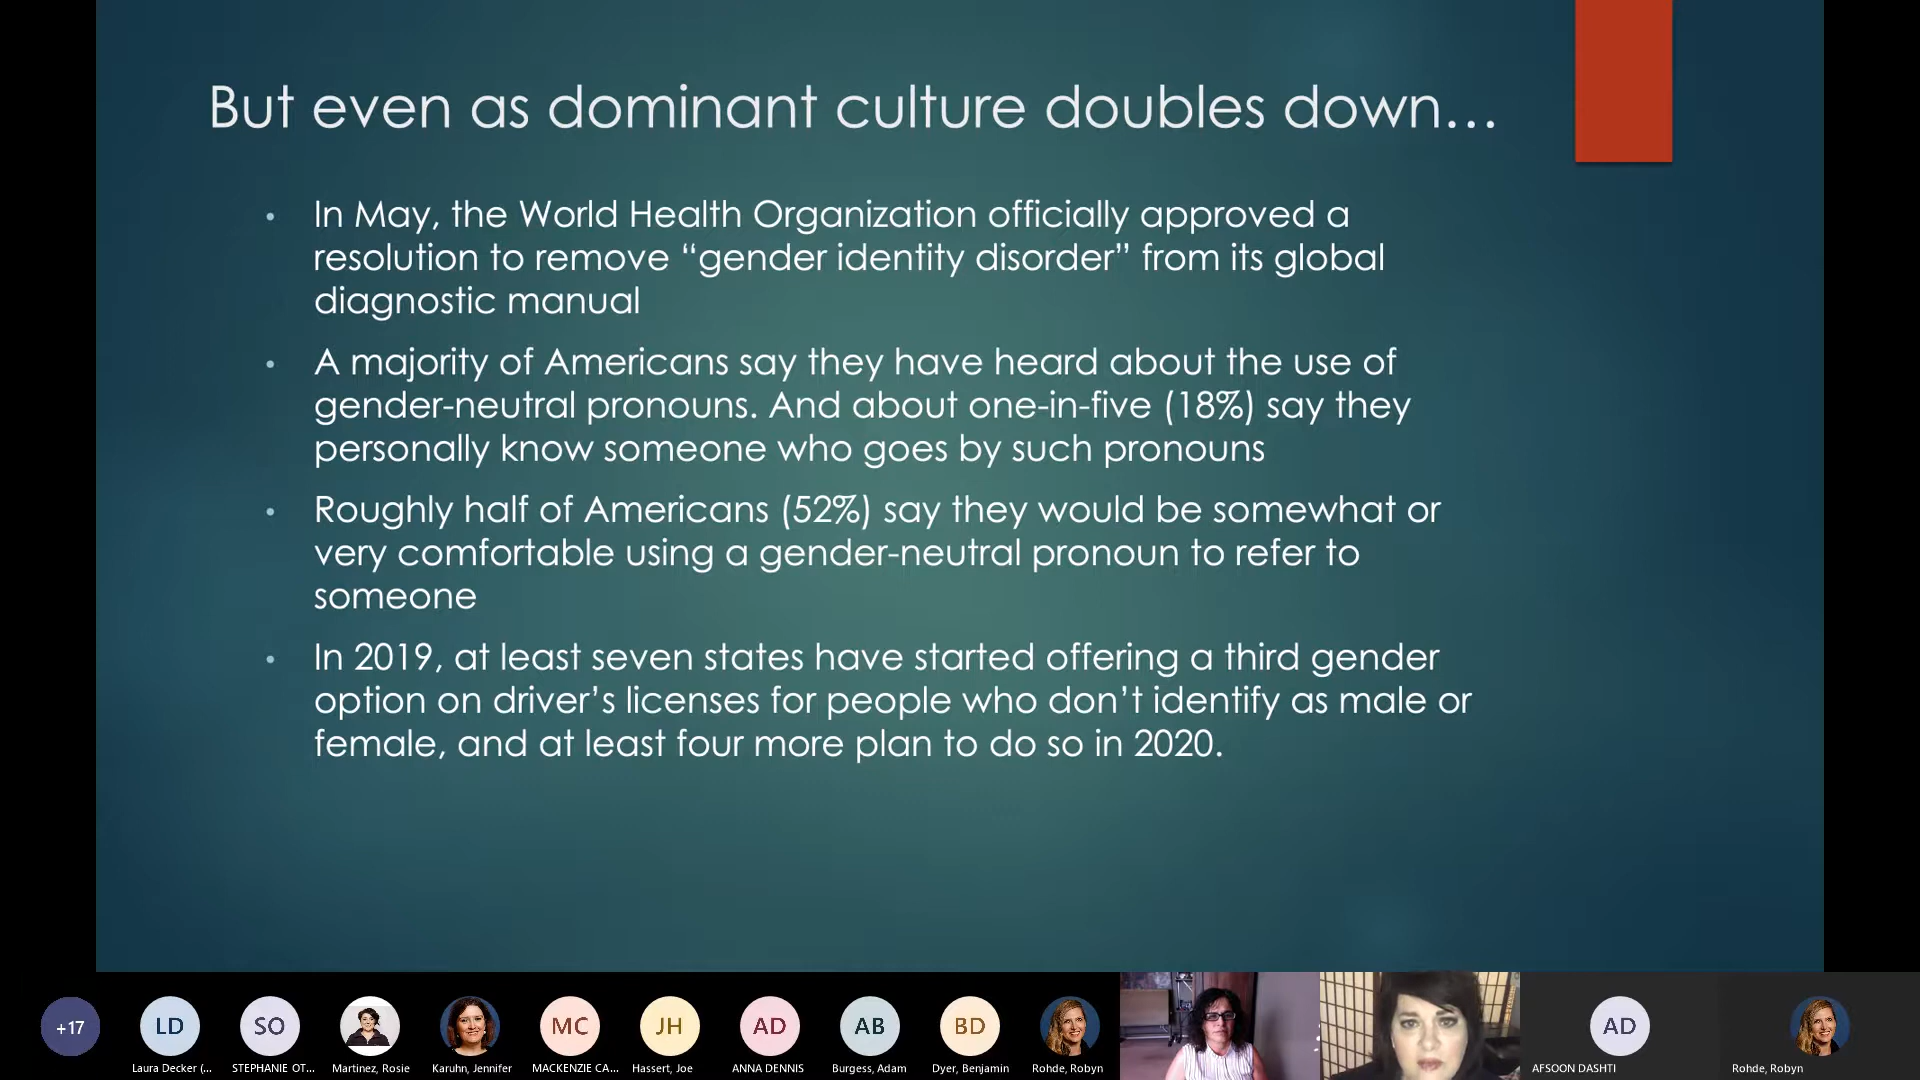 But even as dominant culture doubles down…
• In May, the World Health Organization officially approved a
resolution to remove “gender identity disorder” from its global
diagnostic manual
• A majority of Americans say they have heard about the use of
gender-neutral pronouns. And about one-in-five (18%) say they
personally know someone who goes by such pronouns
• Roughly half of Americans (52%) say they would be somewhat or
very comfortable using a gender-neutral pronoun to refer to
someone
• In 2019, at least seven states have started offering a third gender
option on driver’s licenses for people who don’t identify as male or
female, and at least four more plan to do so in 2020.
+17 LD SO MC JH AD AB BD AD
Laura Decker (... STEPHANIE OT... Martinez, Rosie Karuhn, Jennifer MACKENZIE CA... Hassert, Joe ANNA DENNIS Burgess, Adam Dyer, Benjamin Rohde, Robyn AFSOON DASHTI Rohde, Robyn